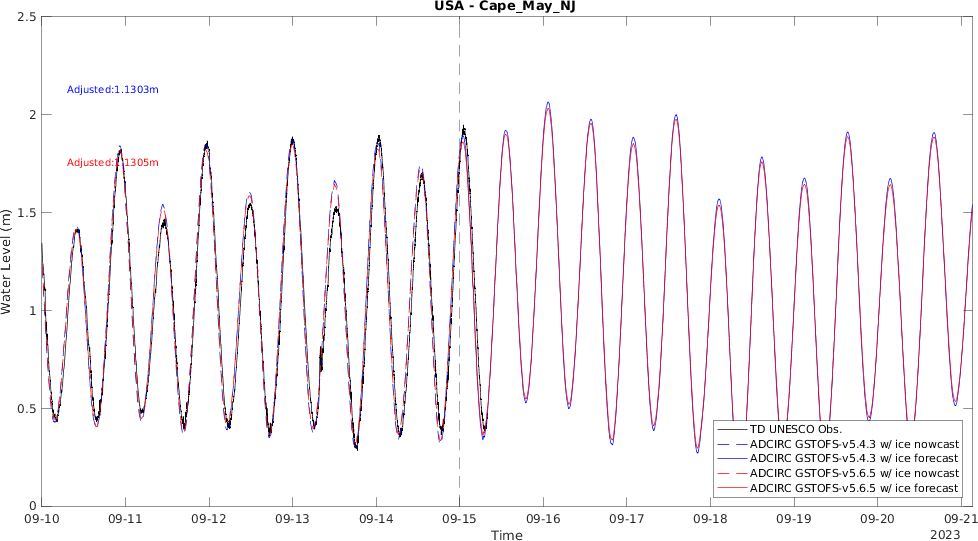 USA - Cape_May_NJ
2.5
2
1.5
1
0.5
0
Water Level (m)
Adjusted:1.1303m
Adjusted:1.1305m
TD UNESCO Obs.
ADCIRC GSTOFS-v5.4.3 w/ ice nowcast
ADCIRC GSTOFS-v5.4.3 w/ ice forecast
ADCIRC GSTOFS-v5.6.5 w/ ice nowcast
ADCIRC GSTOFS-v5.6.5 w/ ice forecast
09-10 09-11 09-12 09-13 09-14 09-15 09-16 09-17 09-18 09-19 09-20 09-21
Time
2023